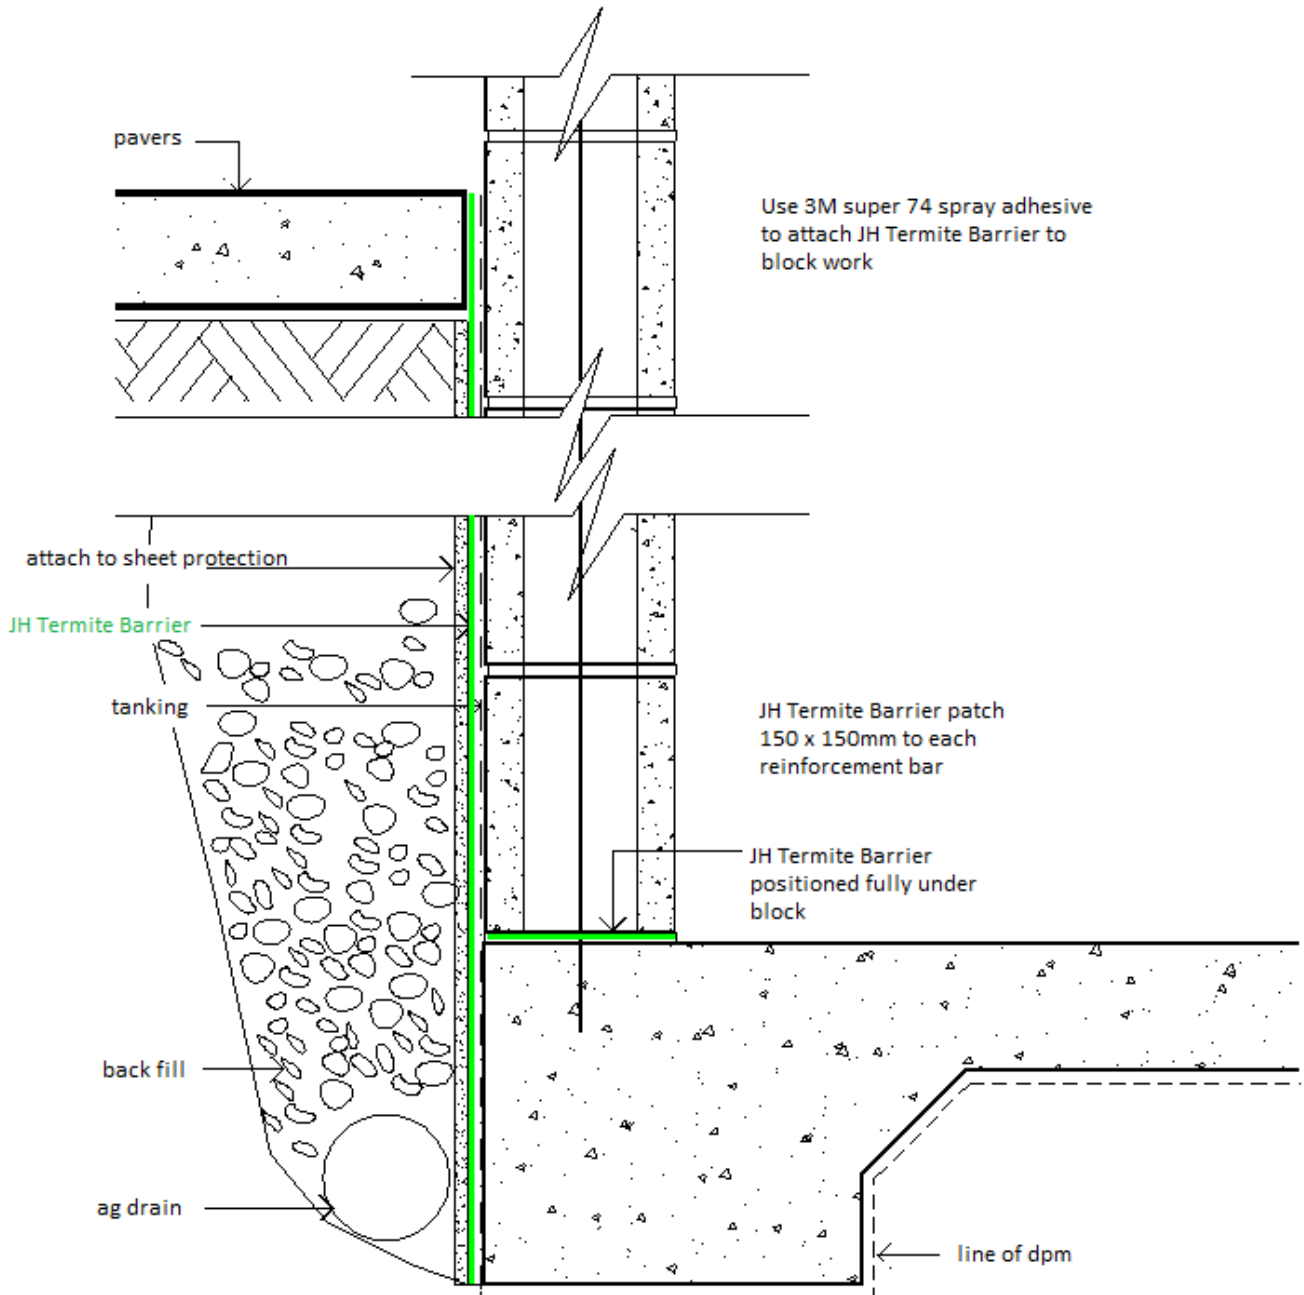 pavers
Use 3M super 74 spray adhesive
to attach JH Termite Barrier to
block work
attach to sheet protection
JH Termite Barrier
tanking
JH Termite Barrier patch
150 x 150mm to each
reinforcement bar
JH Termite Barrier
positioned fully under
block
back fill
ag drain
line of dpm